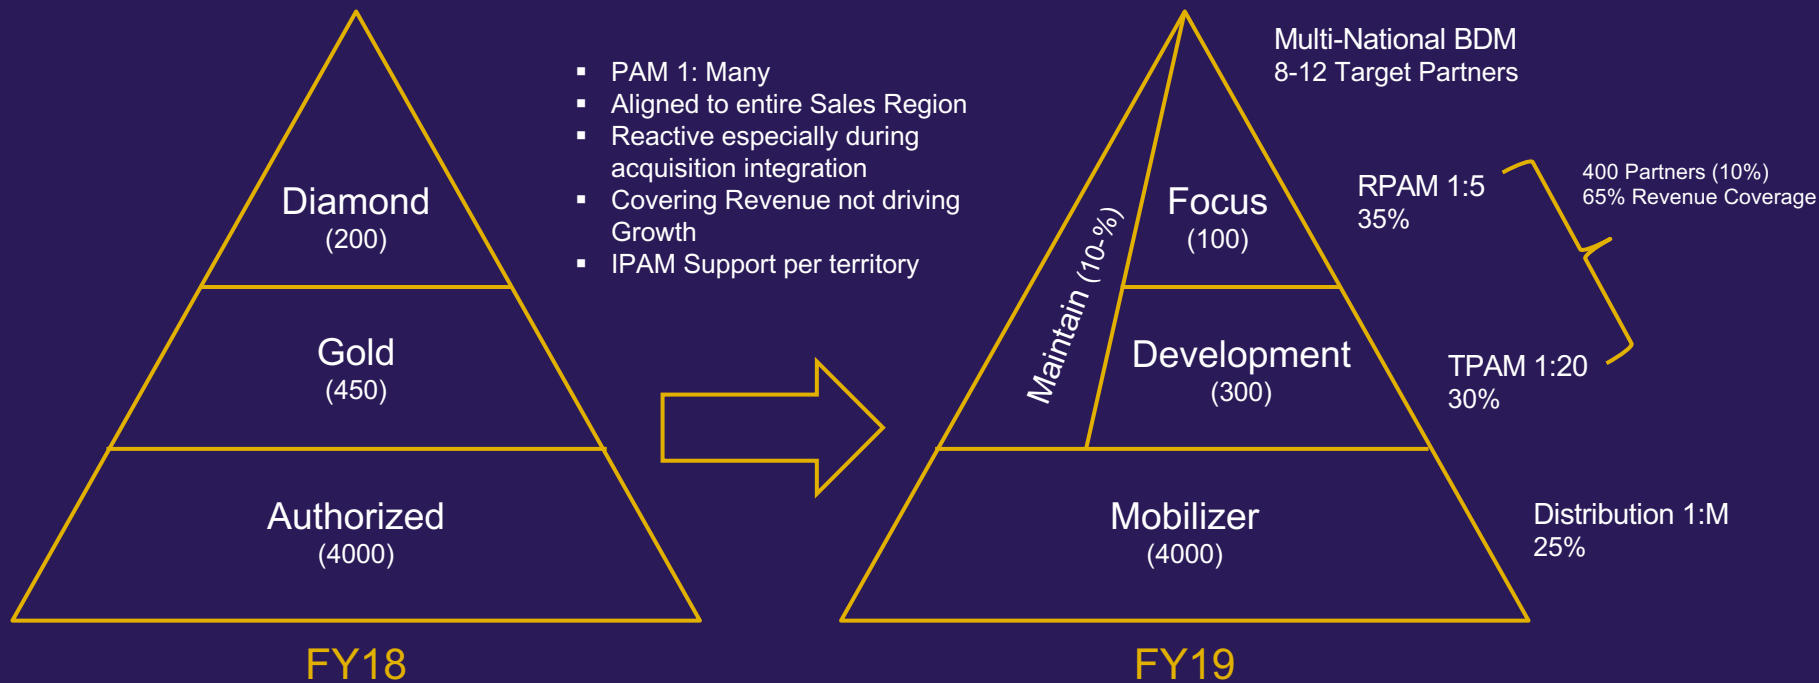 Diamond
(200)
Gold
(450)
Authorized
(4000)
FY18
▪ PAM 1: Many
▪ Aligned to entire Sales Region
▪ Reactive especially during
acquisition integration
▪ Covering Revenue not driving
Growth
▪ IPAM Support per territory
Maintain (10-%)
Focus
(100)
Development
(300)
Mobilizer
(4000)
FY19
Multi-National BDM
8-12 Target Partners
RPAM 1:5
35%
400 Partners (10%)
65% Revenue Coverage
TPAM 1:20
30%
Distribution 1:M
25%